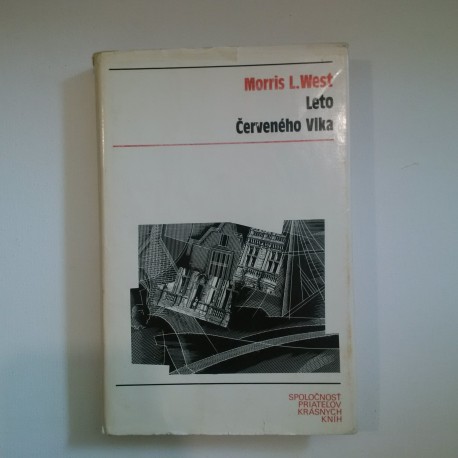 Morris L.West
Leto
Červeného Vlka
SPOLOČNOSŤ
PRIATEĽOV
KRÁSNYCH
KNÍH